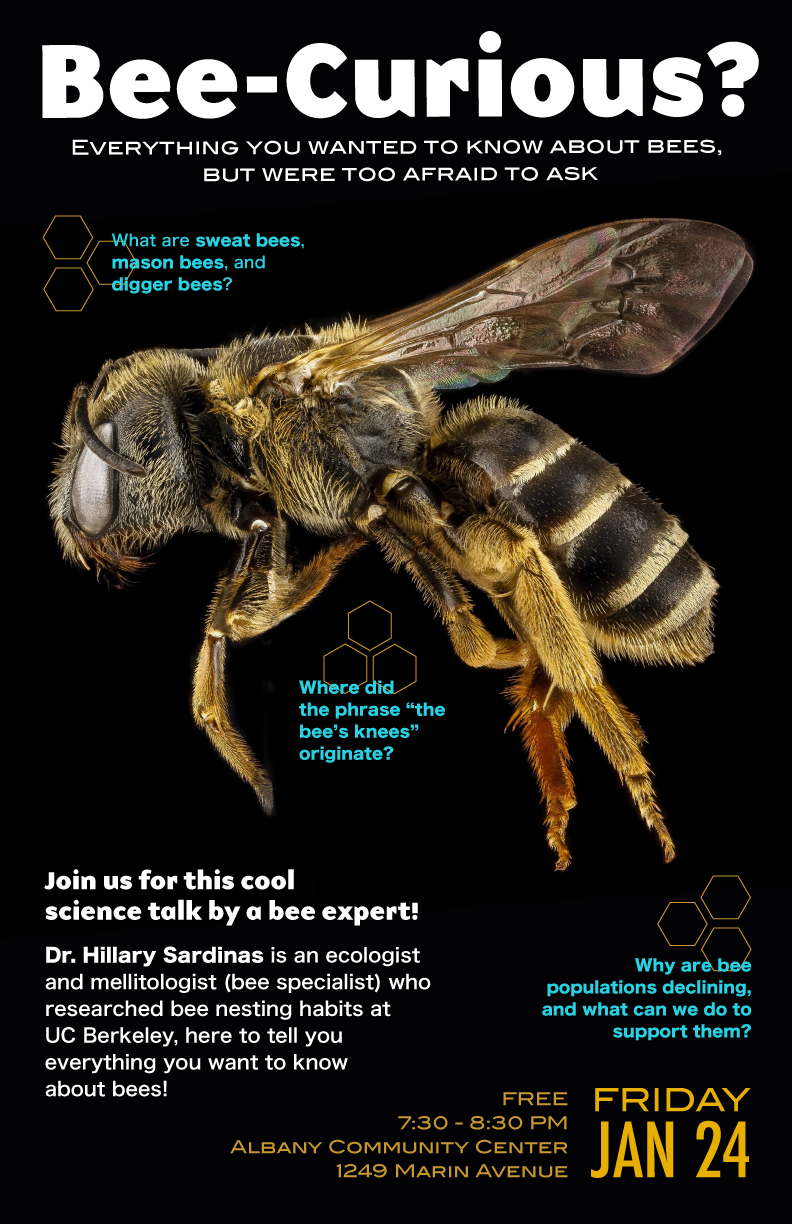 Bee-Curious?
Everything you wanted to know about bees,
but were too afraid to ask
What are sweat bees,
mason bees, and
digger bees?
Where did
the phrase “the
bee’s knees”
originate?
Join us for this cool
science talk by a bee expert!
Dr. Hillary Sardinas is an ecologist
and mellitologist (bee specialist) who
researched bee nesting habits at
UC Berkeley, here to tell you
everything you want to know
about bees!
Why are bee
populations declining,
and what can we do to
support them?
FREE
7:30 - 8:30 PM
Albany Community Center
1249 Marin Avenue
FRIDAY
JAN 24